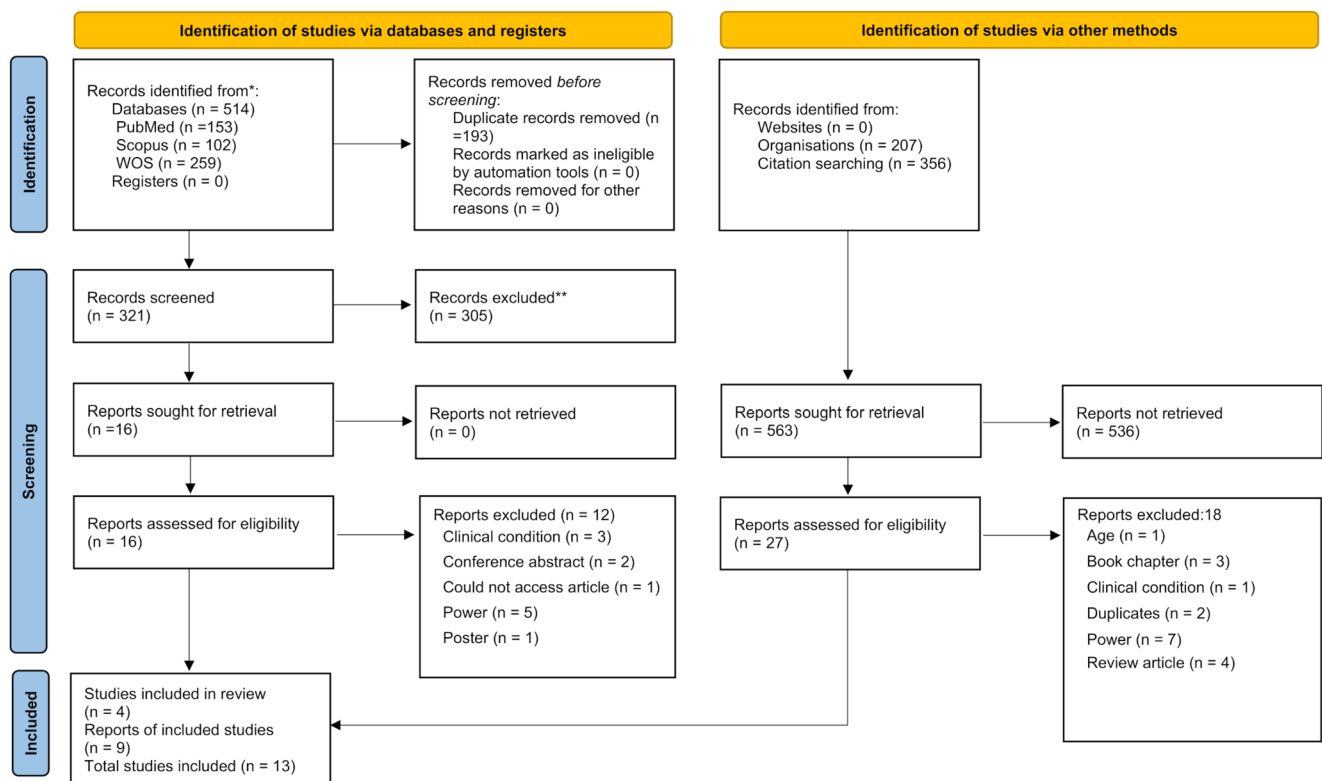 Identification of studies via databases and registers
Identification of studies via other methods
Identification
Records identified from*:
Databases (n = 514)
PubMed (n =153)
Scopus (n = 102)
WOS (n = 259)
Registers (n = 0)
Records removed before
screening:
Duplicate records removed (n
=193)
Records marked as ineligible
by automation tools (n = 0)
Records removed for other
reasons (n = 0)
Records identified from:
Websites (n = 0)
Organisations (n = 207)
Citation searching (n = 356)
Screening
Records screened
(n = 321)
Records excluded**
(n = 305)
Reports sought for retrieval
(n =16)
Reports not retrieved
(n = 0)
Reports sought for retrieval
(n = 563)
Reports not retrieved
(n = 536)
Reports assessed for eligibility
(n = 16)
Reports excluded (n = 12)
Clinical condition (n = 3)
Conference abstract (n = 2)
Could not access article (n = 1)
Power (n = 5)
Poster (n = 1)
Reports assessed for eligibility
(n = 27)
Reports excluded:18
Age (n = 1)
Book chapter (n = 3)
Clinical condition (n = 1)
Duplicates (n = 2)
Power (n = 7)
Review article (n = 4)
Included
Studies included in review
(n = 4)
Reports of included studies
(n = 9)
Total studies included (n = 13)